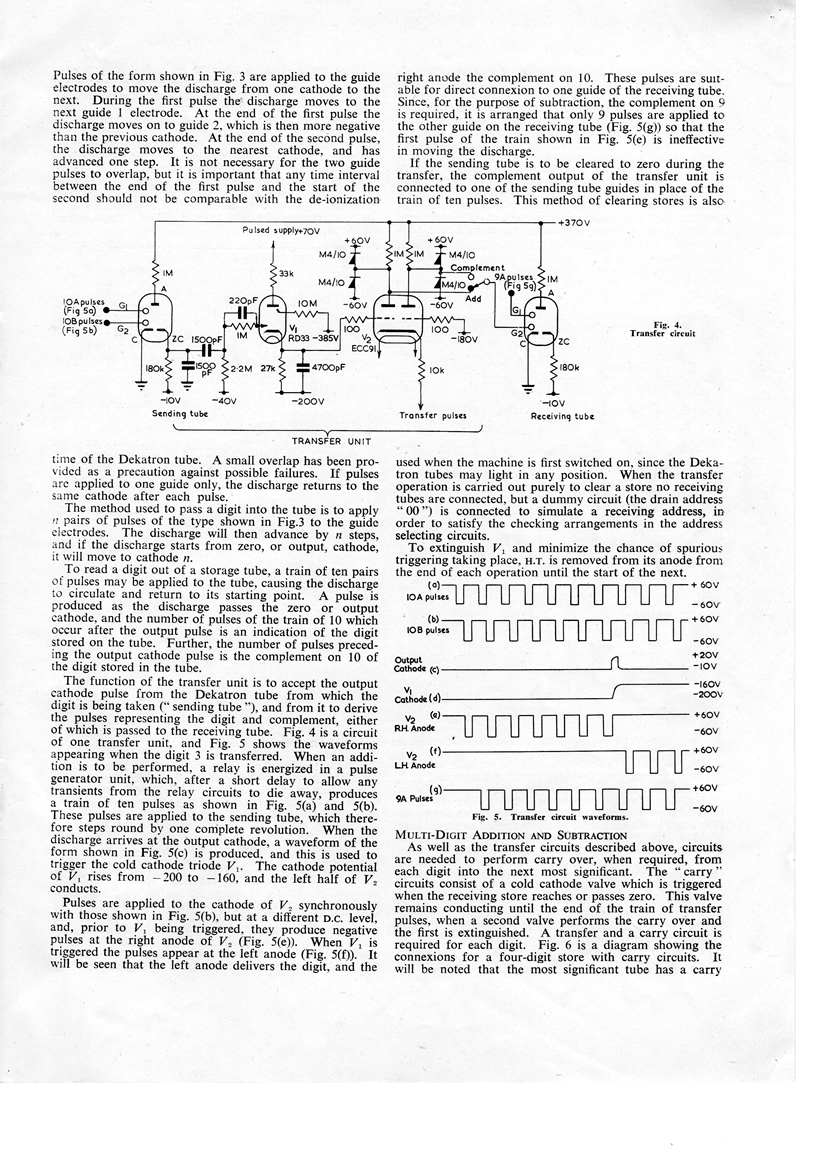 Pulses of the form shown in Fig. 3 are applied to the guide
electrodes to move the discharge from one cathode to the
next. During the first pulse the discharge moves to the
next guide 1 electrode. At the end of the first pulse the
discharge moves on to guide 2, which is then more negative
than the previous cathode. At the end of the second pulse,
the discharge moves to the nearest cathode, and has
advanced one step. It is not necessary for the two guide
pulses to overlap, but it is important that any time interval
between the end of the first pulse and the start of the
second should not be comparable with the de-ionization
right anode the complement on 10. These pulses are suit-
able for direct connexion to one guide of the receiving tube.
Since, for the purpose of subtraction, the complement on 9
is required, it is arranged that only 9 pulses are applied to
the other guide on the receiving tube (Fig. 5(g)) so that the
first pulse of the train shown in Fig. 5(e) is ineffective
in moving the discharge.
If the sending tube is to be cleared to zero during the
transfer, the complement output of the transfer unit is
connected to one of the sending tube guides in place of the
train of ten pulses. This method of clearing stores is also
+370V
Pulsed supply+70V
+60V
+60V
1M
33k
M4/10
1M
1M
M4/10
Complement
A
M4/10
M4/10
9A pulses
(Fig 5g)
1M
A
10A pulses
(Fig 5a)
G1
220pF
10M
-60V
-60V
Add
G1
10B pulses
(Fig 5b)
G2
C
ZC
1500pF
1M
V1
RD33
-385V
100
V2
ECC91
100
-180V
G2
C
ZC
180k
1500
pF
2·2M
27k
4700pF
10k
180k
-10V
-40V
-200V
-10V
Sending tube
Transfer pulses
Receiving tube
TRANSFER UNIT
Fig. 4.
Transfer circuit
time of the Dekatron tube. A small overlap has been pro-
vided as a precaution against possible failures. If pulses
are applied to one guide only, the discharge returns to the
same cathode after each pulse.
The method used to pass a digit into the tube is to apply
n pairs of pulses of the type shown in Fig.3 to the guide
electrodes. The discharge will then advance by n steps,
and if the discharge starts from zero, or output, cathode,
it will move to cathode n.
To read a digit out of a storage tube, a train of ten pairs
of pulses may be applied to the tube, causing the discharge
to circulate and return to its starting point. A pulse is
produced as the discharge passes the zero or output
cathode, and the number of pulses of the train of 10 which
occur after the output pulse is an indication of the digit
stored on the tube. Further, the number of pulses preced-
ing the output cathode pulse is the complement on 10 of
the digit stored in the tube.
The function of the transfer unit is to accept the output
cathode pulse from the Dekatron tube from which the
digit is being taken (“ sending tube ”), and from it to derive
the pulses representing the digit and complement, either
of which is passed to the receiving tube. Fig. 4 is a circuit
of one transfer unit, and Fig. 5 shows the waveforms
appearing when the digit 3 is transferred. When an addi-
tion is to be performed, a relay is energized in a pulse
generator unit, which, after a short delay to allow any
transients from the relay circuits to die away, produces
a train of ten pulses as shown in Fig. 5(a) and 5(b).
These pulses are applied to the sending tube, which there-
fore steps round by one complete revolution. When the
discharge arrives at the output cathode, a waveform of the
form shown in Fig. 5(c) is produced, and this is used to
trigger the cold cathode triode V1. The cathode potential
of V1 rises from −200 to −160, and the left half of V2
conducts.
Pulses are applied to the cathode of V2 synchronously
with those shown in Fig. 5(b), but at a different D.C. level,
and, prior to V1 being triggered, they produce negative
pulses at the right anode of V2 (Fig. 5(e)). When V1 is
triggered the pulses appear at the left anode (Fig. 5(f)). It
will be seen that the left anode delivers the digit, and the
used when the machine is first switched on, since the Deka-
tron tubes may light in any position. When the transfer
operation is carried out purely to clear a store no receiving
tubes are connected, but a dummy circuit (the drain address
“ 00 ”) is connected to simulate a receiving address, in
order to satisfy the checking arrangements in the address
selecting circuits.
To extinguish V1 and minimize the chance of spurious
triggering taking place, H.T. is removed from its anode from
the end of each operation until the start of the next.
(a)
10A pulses
+ 60V
- 60V
(b)
10B pulses
+ 60V
-60V
Output
Cathode (c)
+20V
-10V
V1
Cathode (d)
-160V
-200V
V2 (e)
R.H. Anode
+60V
-60V
V2 (f)
L.H. Anode
+60V
-60V
(g)
9A Pulses
+60V
-60V
Fig. 5. Transfer circuit waveforms.
MULTI-DIGIT ADDITION AND SUBTRACTION
As well as the transfer circuits described above, circuits
are needed to perform carry over, when required, from
each digit into the next most significant. The “ carry ”
circuits consist of a cold cathode valve which is triggered
when the receiving store reaches or passes zero. This valve
remains conducting until the end of the train of transfer
pulses, when a second valve performs the carry over and
the first is extinguished. A transfer and a carry circuit is
required for each digit. Fig. 6 is a diagram showing the
connexions for a four-digit store with carry circuits. It
will be noted that the most significant tube has a carry